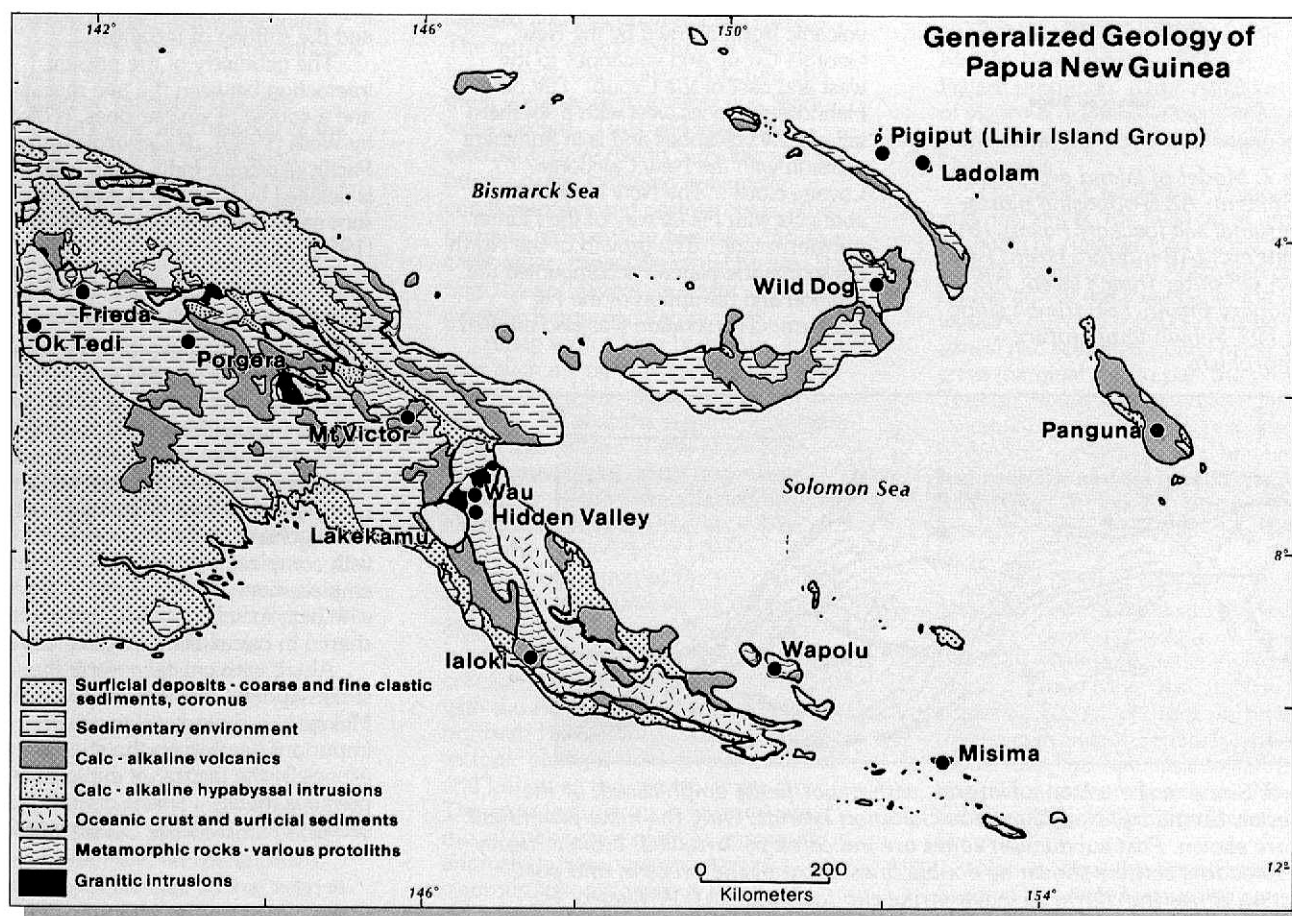 142°
146°
150°
Generalized Geology of
Papua New Guinea
Pigiput (Lihir Island Group)
Ladolam
Bismarck Sea
4°
Wild Dog
Frieda
Ok Tedi
Porgera
Mt Victor
Panguna
Wau
Solomon Sea
Hidden Valley
Lakekamu
8°
Ialoki
Wapolu
Misima
Surficial deposits - coarse and fine clastic
sediments, coronus
Sedimentary environment
Calc - alkaline volcanics
Calc - alkaline hypabyssal intrusions
Oceanic crust and surficial sediments
Metamorphic rocks - various protoliths
Granitic intrusions
0 200
Kilometers
12°
146°
154°